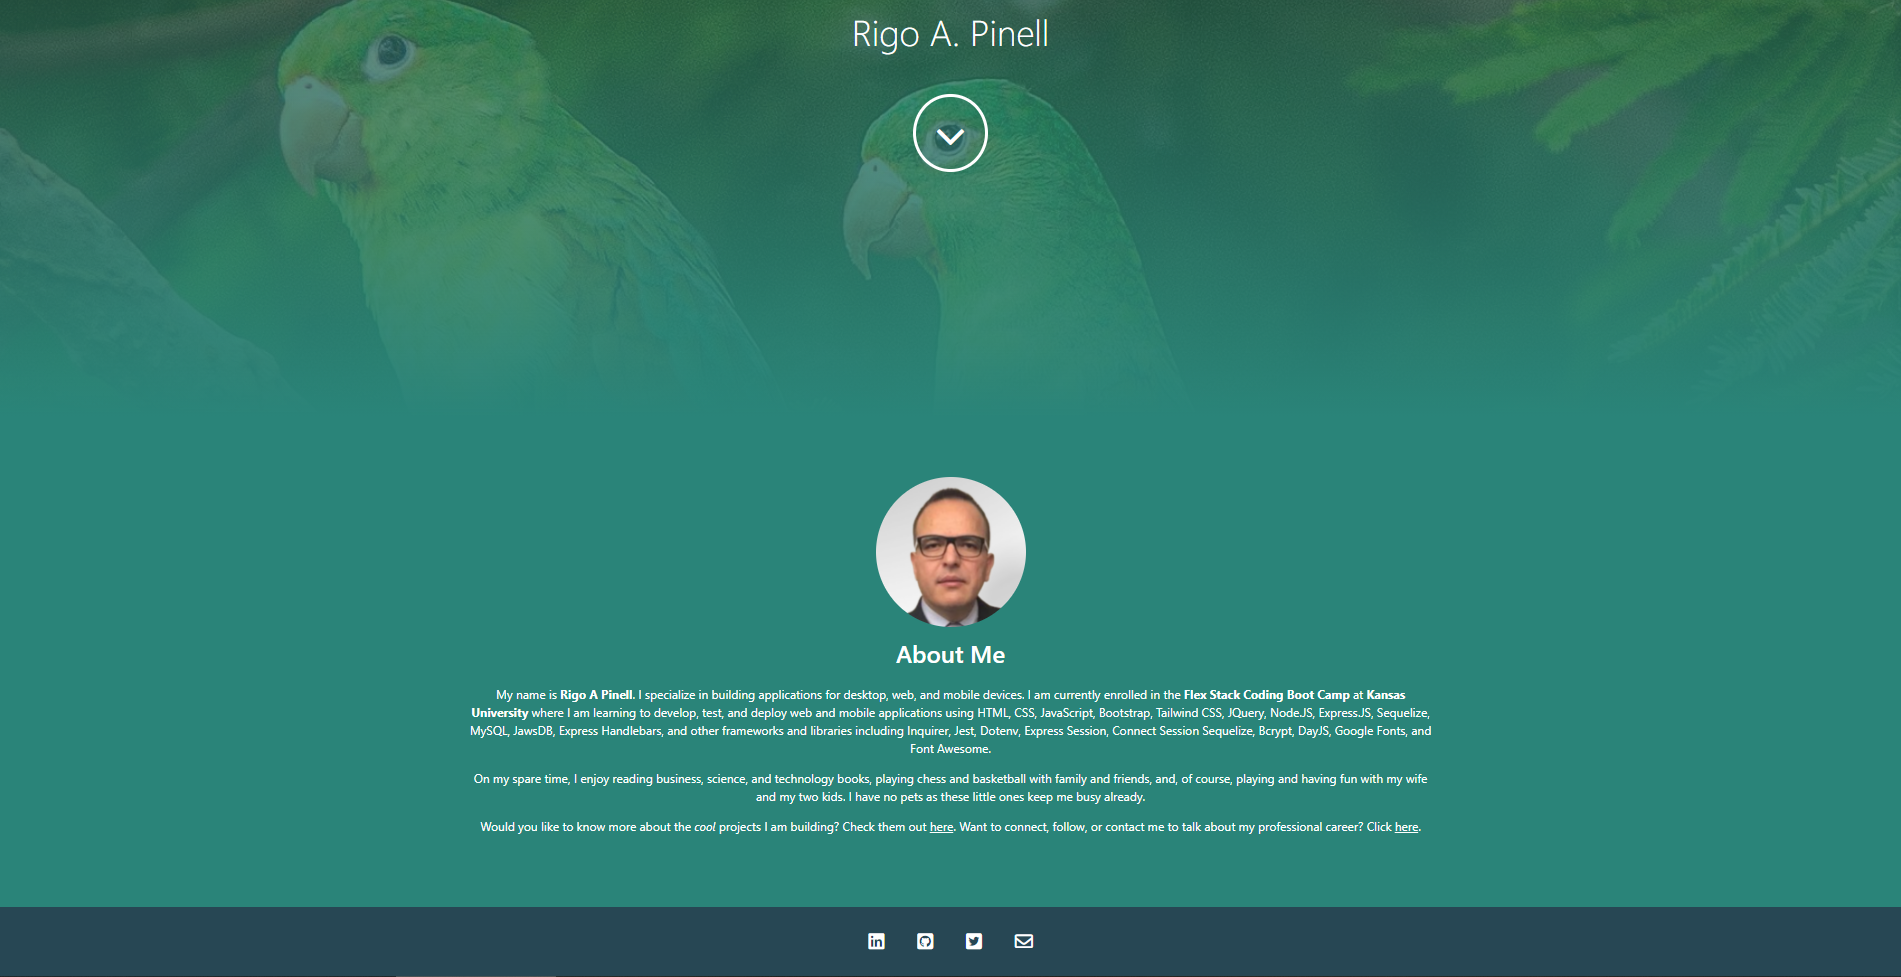 Rigo A. Pinell
About Me
My name is Rigo A Pinell. I specialize in building applications for desktop, web, and mobile devices. I am currently enrolled in the Flex Stack Coding Boot Camp at Kansas
University where I am learning to develop, test, and deploy web and mobile applications using HTML, CSS, JavaScript, Bootstrap, Tailwind CSS, JQuery, NodeJS, ExpressJS, Sequelize,
MySQL, JawsDB, Express Handlebars, and other frameworks and libraries including Inquirer, Jest, Dotenv, Express Session, Connect Session Sequelize, Bcrypt, DayJS, Google Fonts, and
Font Awesome.
On my spare time, I enjoy reading business, science, and technology books, playing chess and basketball with family and friends, and, of course, playing and having fun with my wife
and my two kids. I have no pets as these little ones keep me busy already.
Would you like to know more about the cool projects I am building? Check them out here. Want to connect, follow, or contact me to talk about my professional career? Click here.